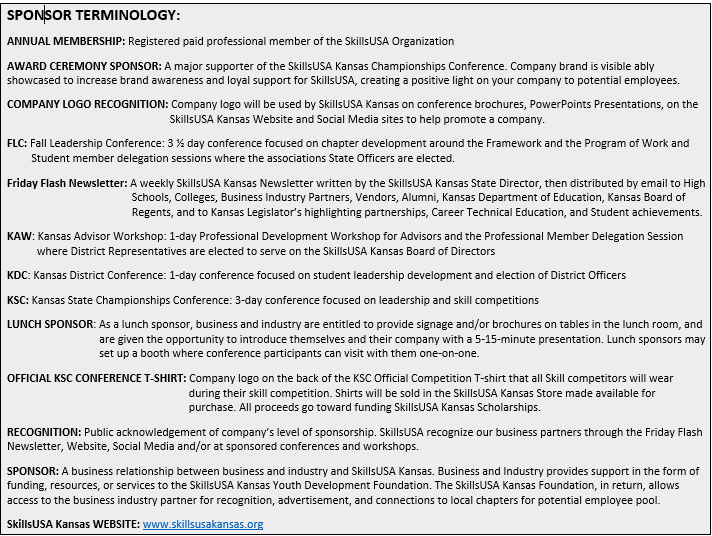 SPONSOR TERMINOLOGY:
ANNUAL MEMBERSHIP: Registered paid professional member of the SkillsUSA Organization
AWARD CEREMONY SPONSOR: A major supporter of the SkillsUSA Kansas Championships Conference. Company brand is visible ably
showcased to increase brand awareness and loyal support for SkillsUSA, creating a positive light on your company to potential employees.
COMPANY LOGO RECOGNITION: Company logo will be used by SkillsUSA Kansas on conference brochures, PowerPoints Presentations, on the
SkillsUSA Kansas Website and Social Media sites to help promote a company.
FLC: Fall Leadership Conference: 3 ½ day conference focused on chapter development around the Framework and the Program of Work and
Student member delegation sessions where the associations State Officers are elected.
Friday Flash Newsletter: A weekly SkillsUSA Kansas Newsletter written by the SkillsUSA Kansas State Director, then distributed by email to High
Schools, Colleges, Business Industry Partners, Vendors, Alumni, Kansas Department of Education, Kansas Board of
Regents, and to Kansas Legislator's highlighting partnerships, Career Technical Education, and Student achievements.
KAW: Kansas Advisor Workshop: 1-day Professional Development Workshop for Advisors and the Professional Member Delegation Session
where District Representatives are elected to serve on the SkillsUSA Kansas Board of Directors
KDC: Kansas District Conference: 1-day conference focused on student leadership development and election of District Officers
KSC: Kansas State Championships Conference: 3-day conference focused on leadership and skill competitions
LUNCH SPONSOR: As a lunch sponsor, business and industry are entitled to provide signage and/or brochures on tables in the lunch room, and
are given the opportunity to introduce themselves and their company with a 5-15-minute presentation. Lunch sponsors may
set up a booth where conference participants can visit with them one-on-one.
OFFICIAL KSC CONFERENCE T-SHIRT: Company logo on the back of the KSC Official Competition T-shirt that all Skill competitors will wear
during their skill competition. Shirts will be sold in the SkillsUSA Kansas Store made available for
purchase. All proceeds go toward funding SkillsUSA Kansas Scholarships.
RECOGNITION: Public acknowledgement of company's level of sponsorship. SkillsUSA recognize our business partners through the Friday Flash
Newsletter, Website, Social Media and/or at sponsored conferences and workshops.
SPONSOR: A business relationship between business and industry and SkillsUSA Kansas. Business and Industry provides support in the form of
funding, resources, or services to the SkillsUSA Kansas Youth Development Foundation. The SkillsUSA Kansas Foundation, in return, allows
access to the business industry partner for recognition, advertisement, and connections to local chapters for potential employee pool.
SkillsUSA Kansas WEBSITE: www.skillsusakansas.org